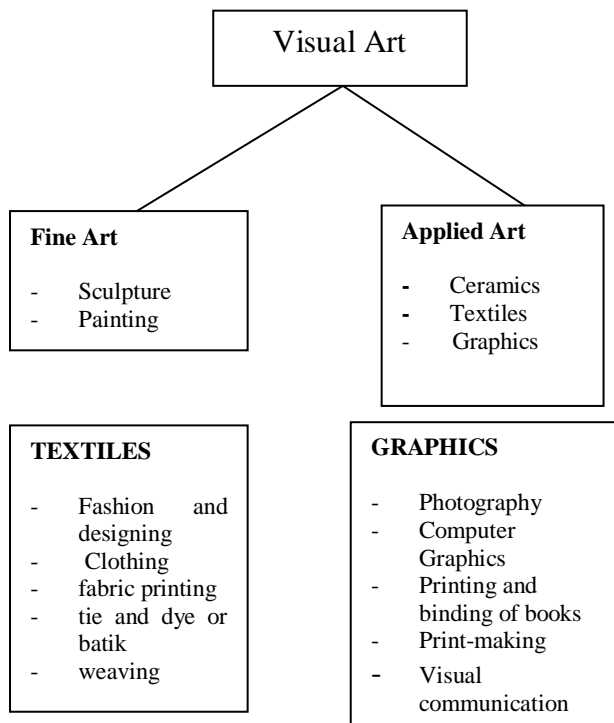 Visual Art
Fine Art
- Sculpture
- Painting
Applied Art
- Ceramics
- Textiles
- Graphics
TEXTILES
- Fashion and
designing
- Clothing
- fabric printing
- tie and dye or
batik
- weaving
GRAPHICS
- Photography
- Computer
Graphics
- Printing and
binding of books
- Print-making
- Visual
communication